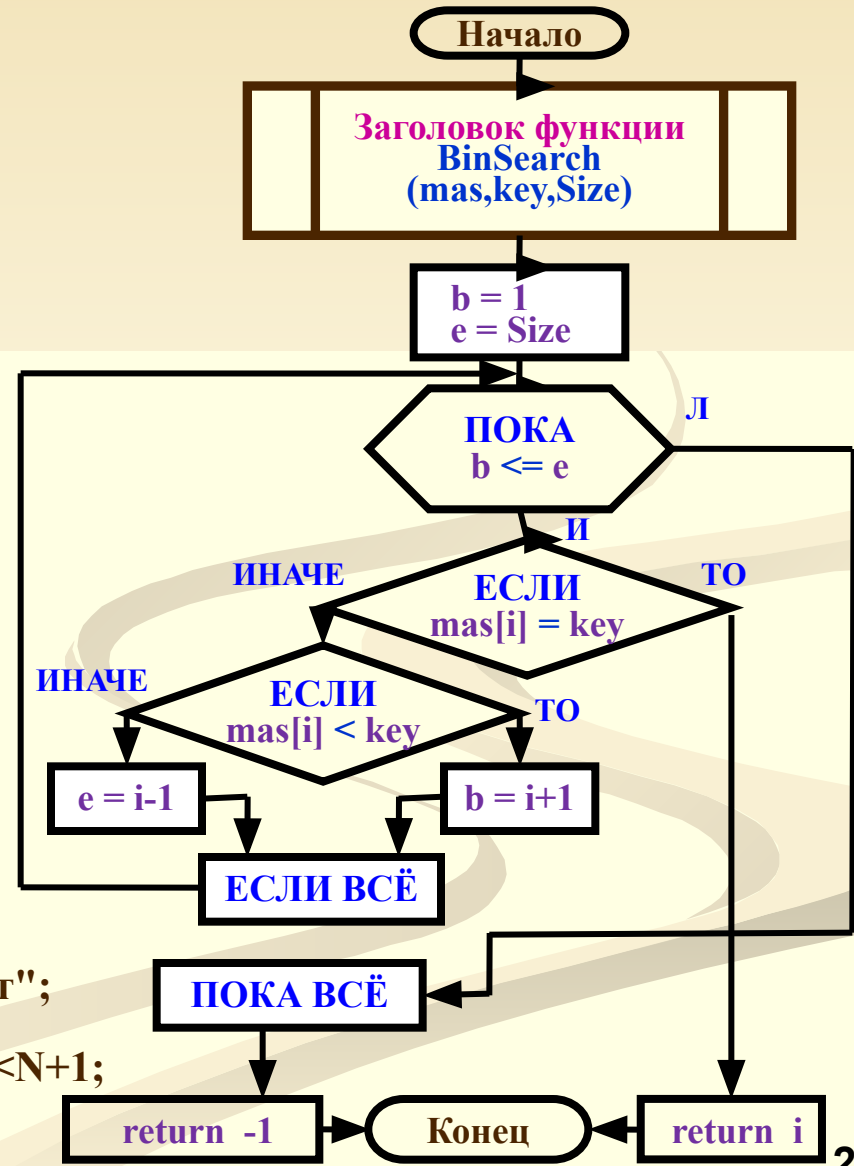 Начало
Заголовок функции
BinSearch
(mas,key,Size)
b = 1
e = Size
ПОКА
b <= e
Л
И
ИНАЧЕ
ЕСЛИ
mas[i] = key
ТО
ИНАЧЕ
ЕСЛИ
mas[i] < key
ТО
e = i-1
b = i+1
ЕСЛИ ВСЁ
т";
ПОКА ВСЁ
<N+1;
return -1
Конец
return i
2